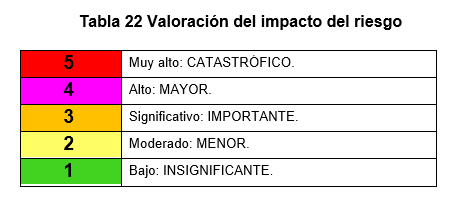 Tabla 22 Valoración del impacto del riesgo
5 Muy alto: CATASTRÓFICO.
4 Alto: MAYOR.
3 Significativo: IMPORTANTE.
2 Moderado: MENOR.
1 Bajo: INSIGNIFICANTE.